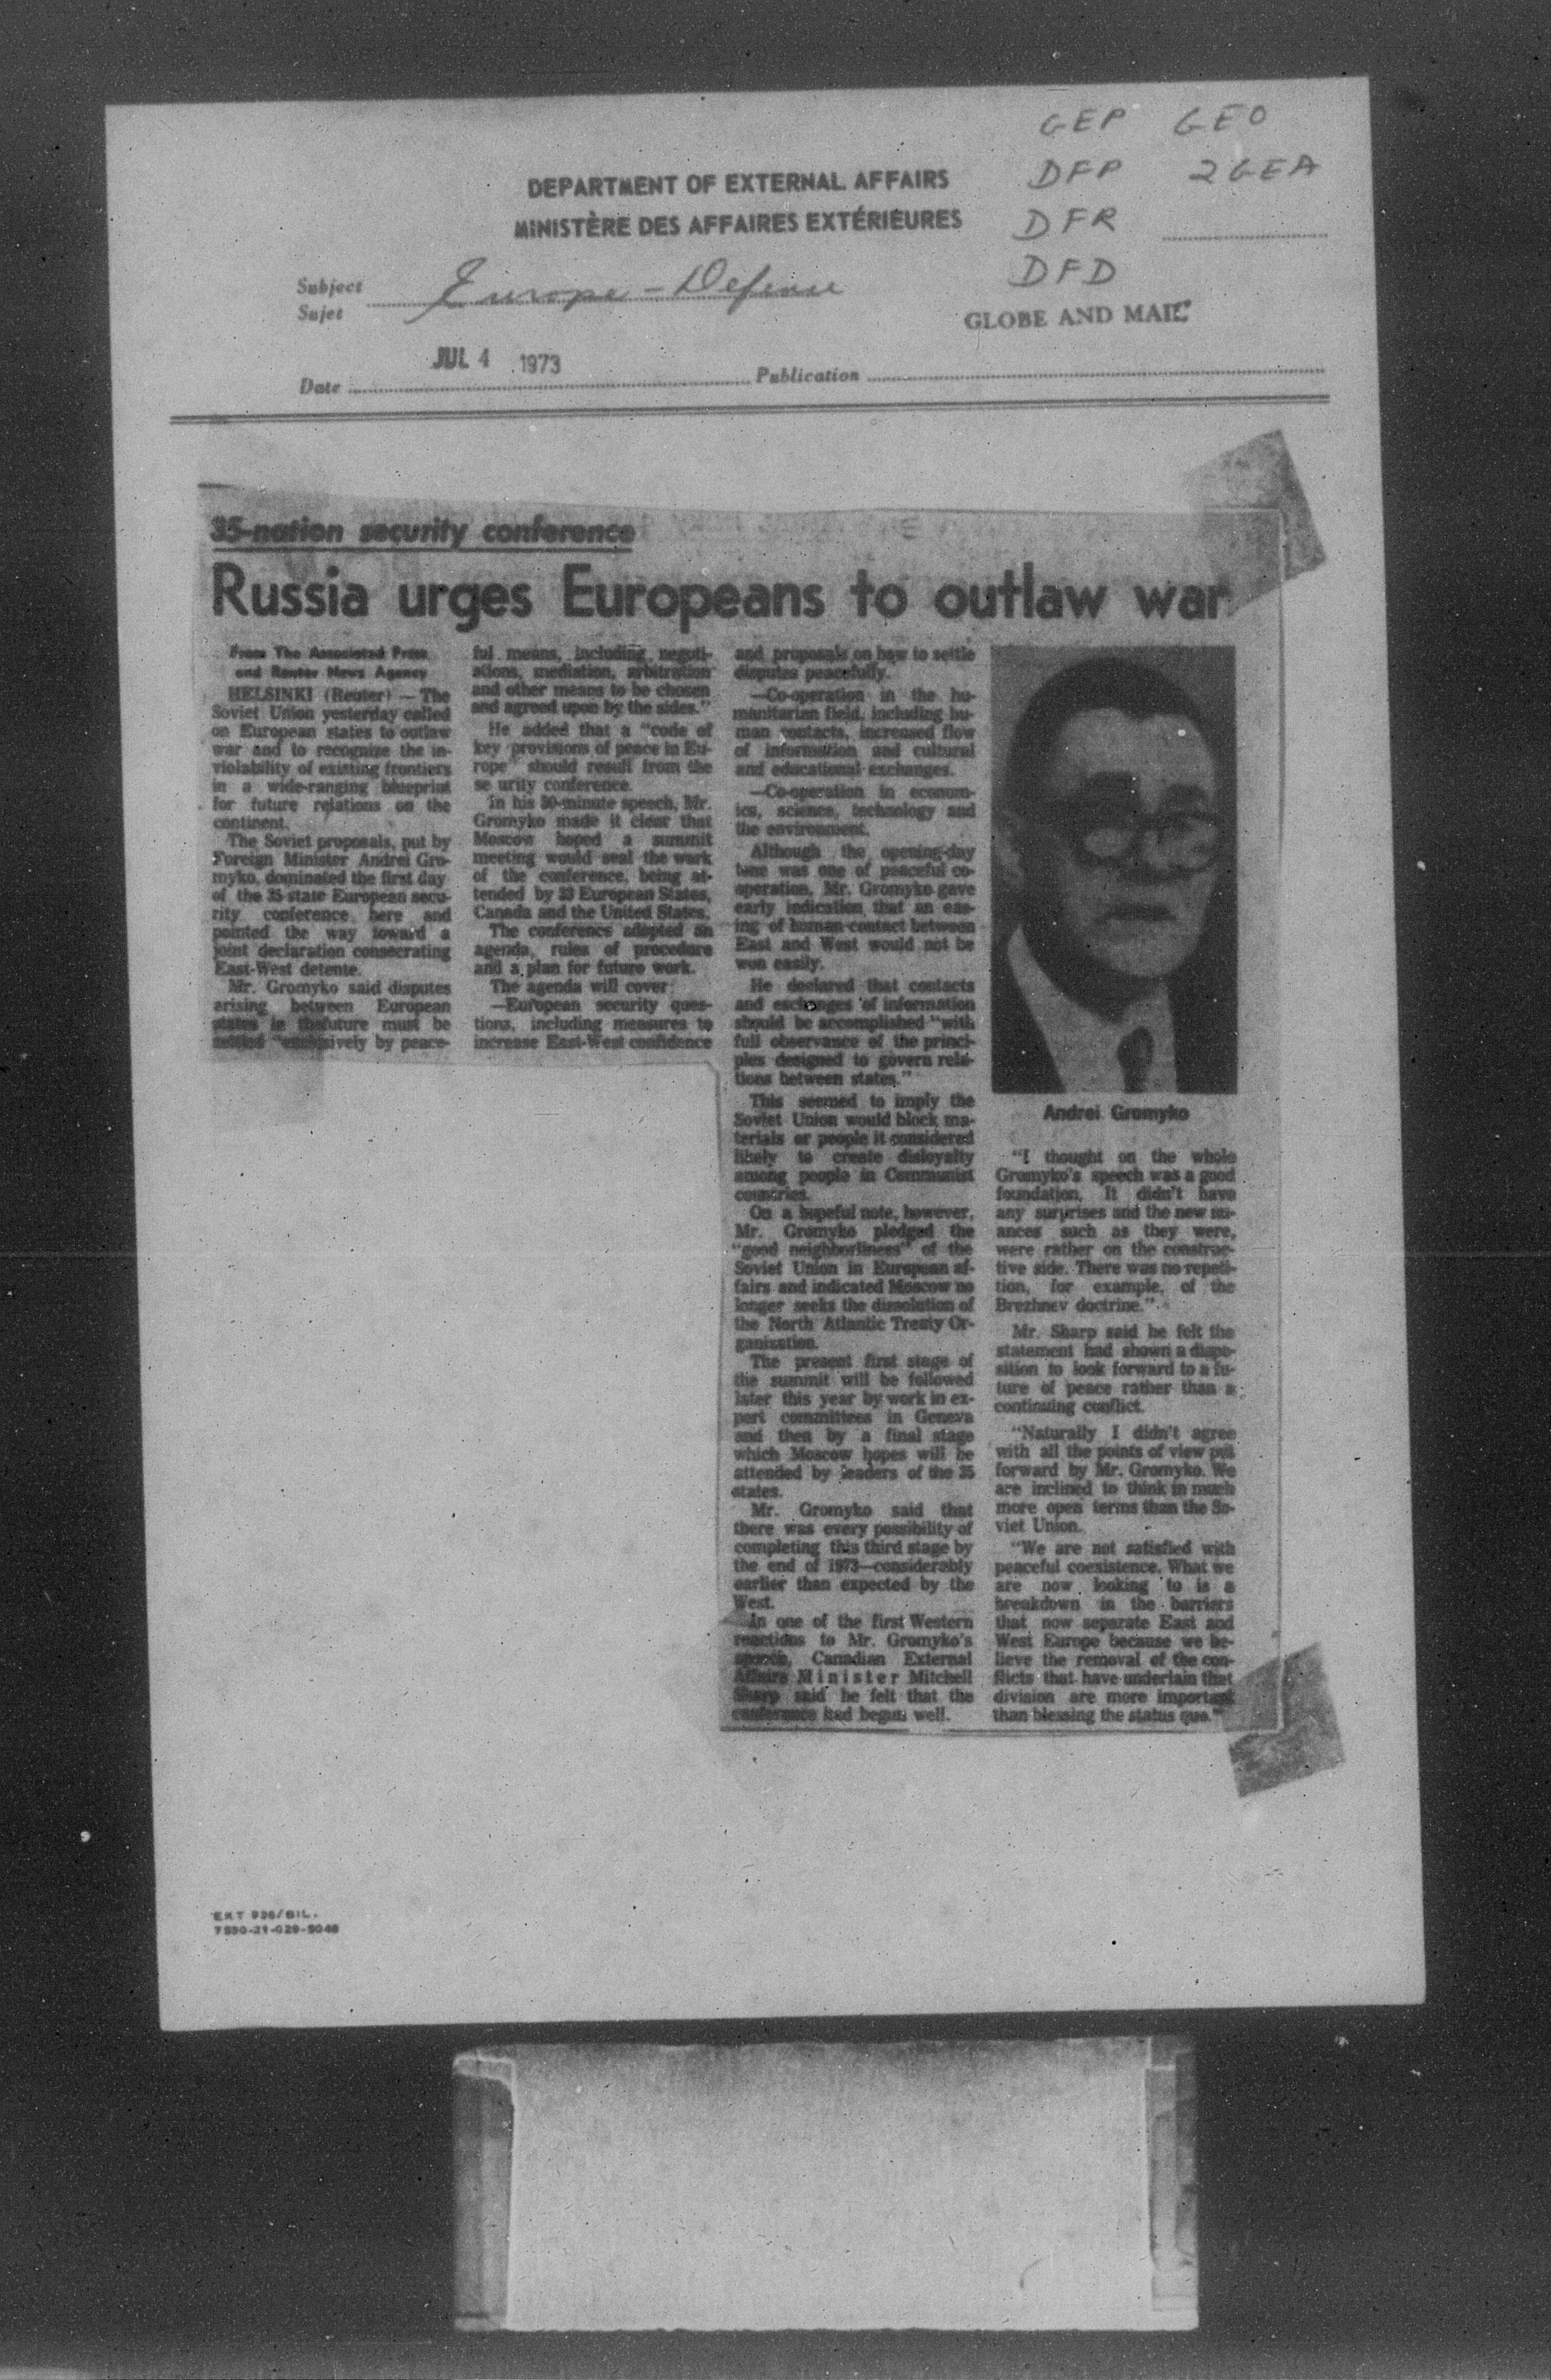 GEP GEO
DFP 2GEA
DFR
DFD
DEPARTMENT OF EXTERNAL AFFAIRS
MINISTÈRE DES AFFAIRES EXTÉRIEURES
Subject
Sujet
Europe - Defense
GLOBE AND MAIL
JUL 4 1973
Date
Publication
35-nation security conference
Russia urges Europeans to outlaw war
From The Associated Press
and Reuter News Agency
HELSINKI (Reuter) — The
Soviet Union yesterday called
on European states to outlaw
war and to recognize the in-
violability of existing frontiers
in a wide-ranging blueprint
for future relations on the
continent.
The Soviet proposals, put by
Foreign Minister Andrei Gro-
myko, dominated the first day
of the 35-state European secu-
rity conference here and
pointed the way toward a
joint declaration consecrating
East-West detente.
Mr. Gromyko said disputes
arising between European
states in thefuture must be
settled "exclusively by peace-
ful means, including negoti-
ations, mediation, arbitration
and other means to be chosen
and agreed upon by the sides."
He added that a "code of
key provisions of peace in Eu-
rope" should result from the
se urity conference.
In his 50-minute speech, Mr.
Gromyko made it clear that
Moscow hoped a summit
meeting would seal the work
of the conference, being at-
tended by 33 European States,
Canada and the United States.
The conference adopted an
agenda, rules of procedure
and a plan for future work.
The agenda will cover:
—European security ques-
tions, including measures to
increase East-West confidence
and proposals on how to settle
disputes peacefully.
—Co-operation in the hu-
manitarian field, including hu-
man contacts, increased flow
of information and cultural
and educational exchanges.
—Co-operation in econom-
ics, science, technology and
the environment.
Although the opening-day
tone was one of peaceful co-
operation, Mr. Gromyko gave
early indication that an eas-
ing of human contact between
East and West would not be
won easily.
He declared that contacts
and exchanges of information
should be accomplished "with
full observance of the princi-
ples designed to govern rela-
tions between states."
This seemed to imply the
Soviet Union would block ma-
terials or people it considered
likely to create disloyalty
among people in Communist
countries.
On a hopeful note, however,
Mr. Gromyko pledged the
"good neighborliness" of the
Soviet Union in European af-
fairs and indicated Moscow no
longer seeks the dissolution of
the North Atlantic Treaty Or-
ganization.
The present first stage of
the summit will be followed
later this year by work in ex-
pert committees in Geneva
and then by a final stage
which Moscow hopes will be
attended by leaders of the 35
states.
Mr. Gromyko said that
there was every possibility of
completing this third stage by
the end of 1973—considerably
earlier than expected by the
West.
In one of the first Western
reactions to Mr. Gromyko's
speech, Canadian External
Affairs Minister Mitchell
Sharp said he felt that the
conference had begun well.
Andrei Gromyko
"I thought on the whole
Gromyko's speech was a good
foundation. It didn't have
any surprises and the new nu-
ances such as they were,
were rather on the construc-
tive side. There was no repeti-
tion, for example, of the
Brezhnev doctrine."
Mr. Sharp said he felt the
statement had shown a dispo-
sition to look forward to a fu-
ture of peace rather than a
continuing conflict.
"Naturally I didn't agree
with all the points of view put
forward by Mr. Gromyko. We
are inclined to think in much
more open terms than the So-
viet Union.
"We are not satisfied with
peaceful coexistence. What we
are now looking to is a
breakdown in the barriers
that now separate East and
West Europe because we be-
lieve the removal of the con-
flicts that have underlain that
division are more important
than blessing the status quo."
EXT 936/BIL.
7530-21-029-5046